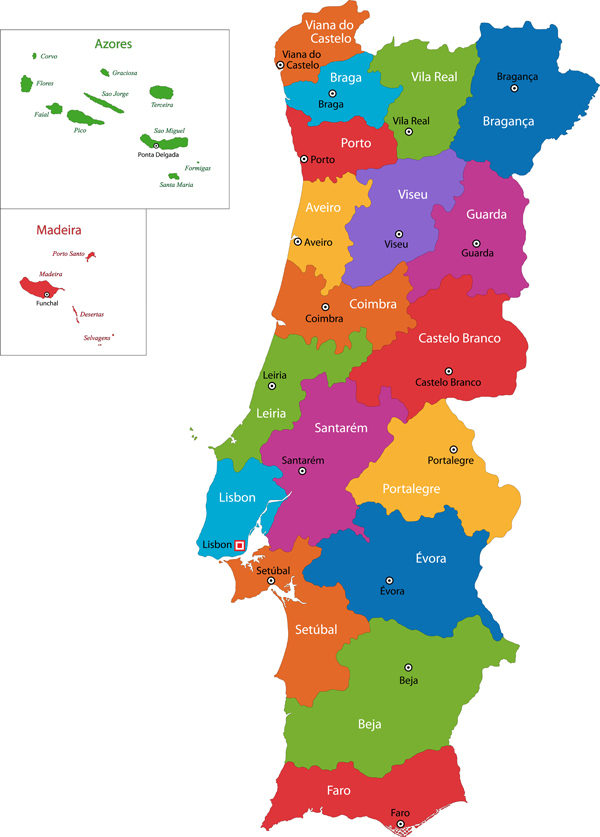 Azores
Corvo
Graciosa
Flores
Sao Jorge
Terceira
Faial
Pico
Sao Miguel
Ponta Delgada
Formigas
Santa Maria
Madeira
Porto Santo
Madeira
Funchal
Desertas
Selvagens
Viana do
Castelo
Viana do
Castelo
Braga
Braga
Vila Real
Vila Real
Bragança
Bragança
Porto
Porto
Aveiro
Aveiro
Viseu
Viseu
Guarda
Guarda
Coimbra
Coimbra
Castelo Branco
Castelo Branco
Leiria
Leiria
Santarém
Santarém
Portalegre
Portalegre
Lisbon
Lisbon
Setúbal
Setúbal
Évora
Évora
Beja
Beja
Faro
Faro